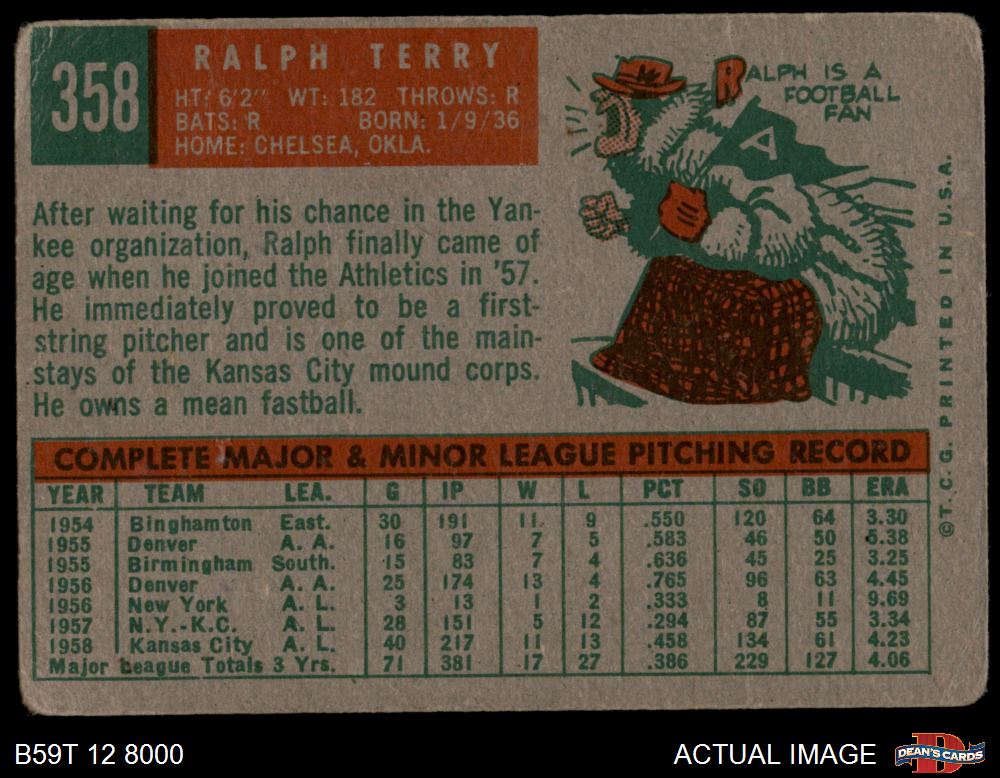 358
RALPH TERRY
HT: 6'2" WT: 182 THROWS: R
BATS: R BORN: 1/9/36
HOME: CHELSEA, OKLA.
RALPH IS A
FOOTBALL
FAN
A
After waiting for his chance in the Yan-
kee organization, Ralph finally came of
age when he joined the Athletics in '57.
He immediately proved to be a first-
string pitcher and is one of the main-
stays of the Kansas City mound corps.
He owns a mean fastball.
COMPLETE MAJOR & MINOR LEAGUE PITCHING RECORD
YEAR TEAM LEA. G IP W L PCT SO BB ERA
1954 Binghamton East. 30 191 11 9 .550 120 64 3.30
1955 Denver A. A. 16 97 7 5 .583 46 50 5.38
1955 Birmingham South. 15 83 7 4 .636 45 25 3.25
1956 Denver A. A. 25 174 13 4 .765 96 63 4.45
1956 New York A. L. 3 13 1 2 .333 8 11 9.69
1957 N.Y.-K.C. A. L. 28 151 5 12 .294 87 55 3.34
1958 Kansas City A. L. 40 217 11 13 .458 134 61 4.23
Major League Totals 3 Yrs. 71 381 17 27 .386 229 127 4.06
©T. C. G. PRINTED IN U.S.A.
B59T 12 8000
ACTUAL IMAGE
DEAN'S CARDS